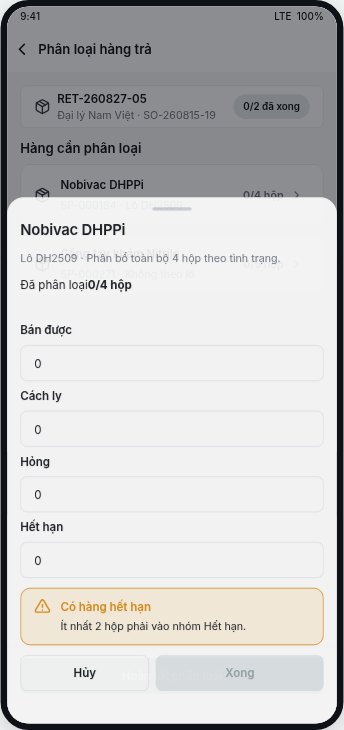 9:41
LTE 100%
Phân loại hàng trả
RET-260827-05
Đại lý Nam Việt · SO-260815-19
0/2 đã xong
Hàng cần phân loại
Nobivac DHPPi
0/4 hộp
Nobivac DHPPi
Lô DH2509 · Phân bổ toàn bộ 4 hộp theo tình trạng.
Đã phân loại0/4 hộp
Bán được
0
Cách ly
0
Hỏng
0
Hết hạn
0
Có hàng hết hạn
Ít nhất 2 hộp phải vào nhóm Hết hạn.
Hủy
Xong